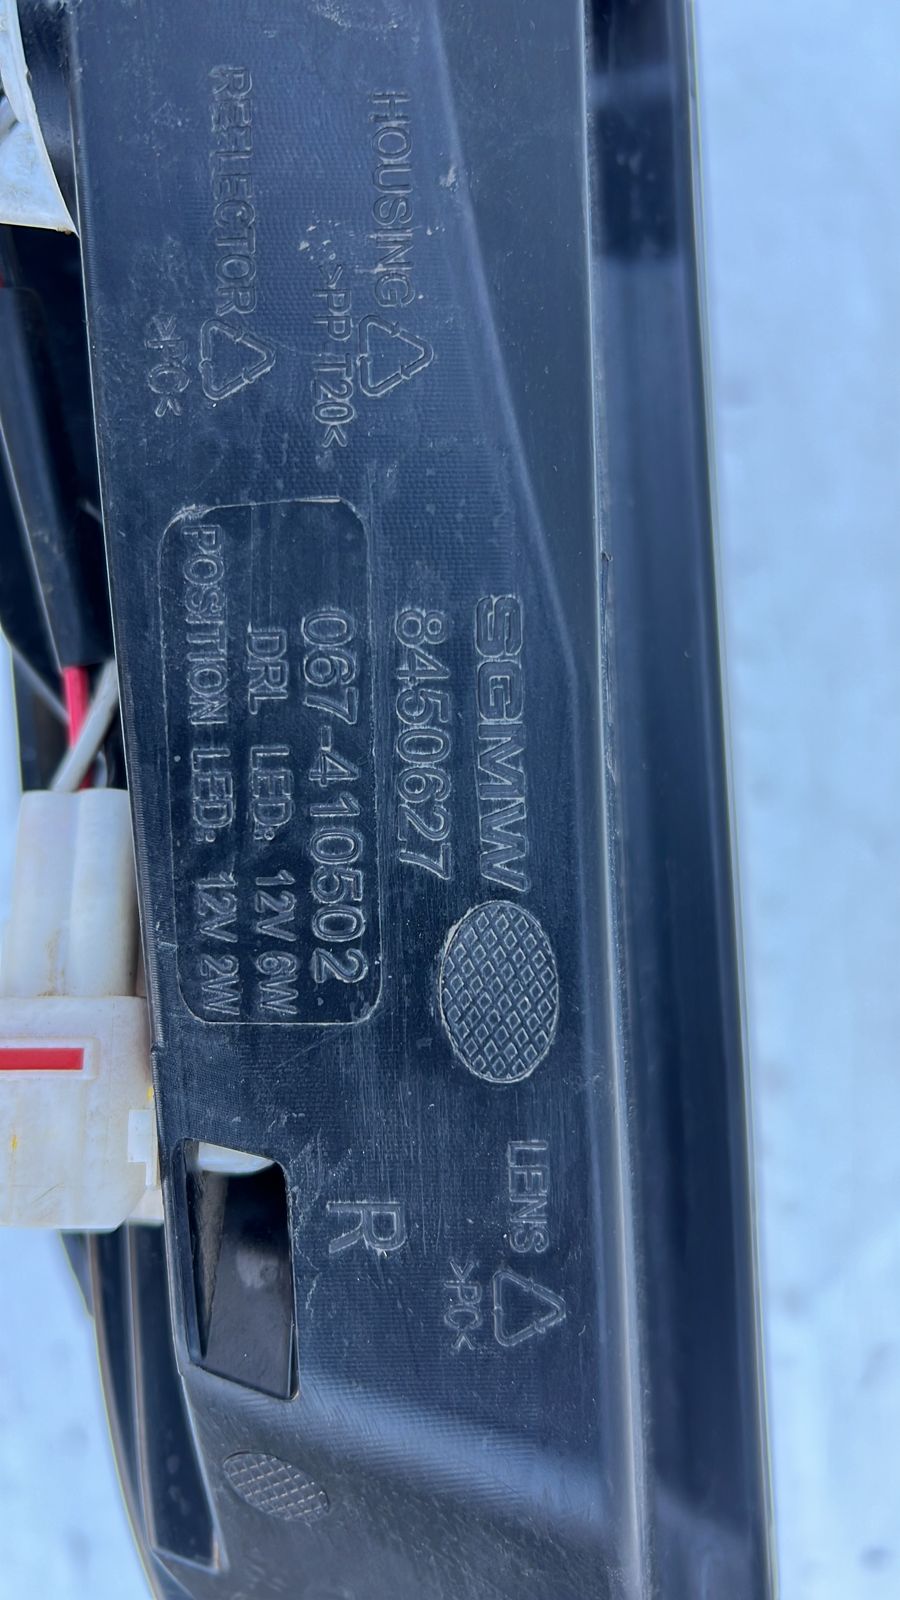 HOUSING
>PP T20<
REFLECTOR
>PC<
SGMW
8450627
067-410502
DRL LED: 12V 6W
POSITION LED: 12V 2W
LENS
>PC<
R